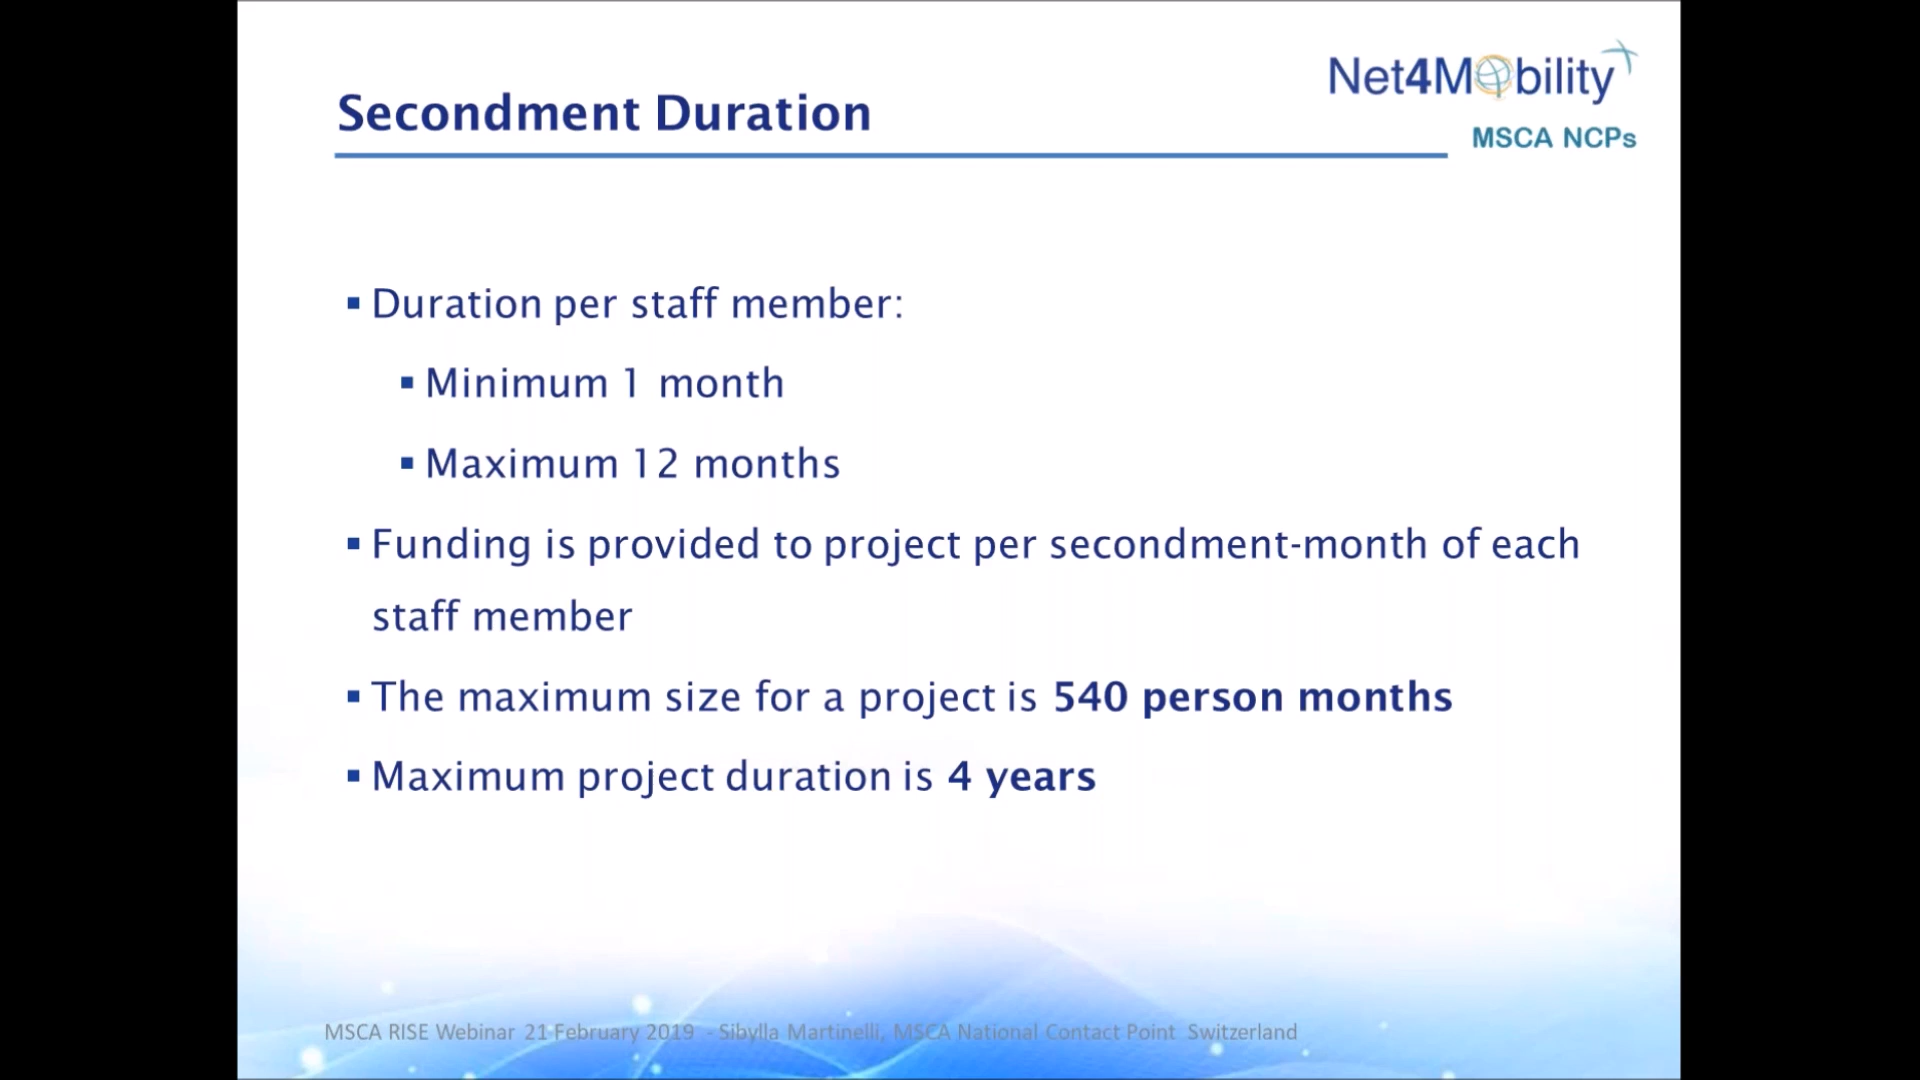 Net4Mobility
MSCA NCPs
Secondment Duration
▪ Duration per staff member:
▪ Minimum 1 month
▪ Maximum 12 months
▪ Funding is provided to project per secondment-month of each
staff member
▪ The maximum size for a project is 540 person months
▪ Maximum project duration is 4 years
MSCA RISE Webinar 21 February 2019 - Sibylla Martinelli, MSCA National Contact Point Switzerland